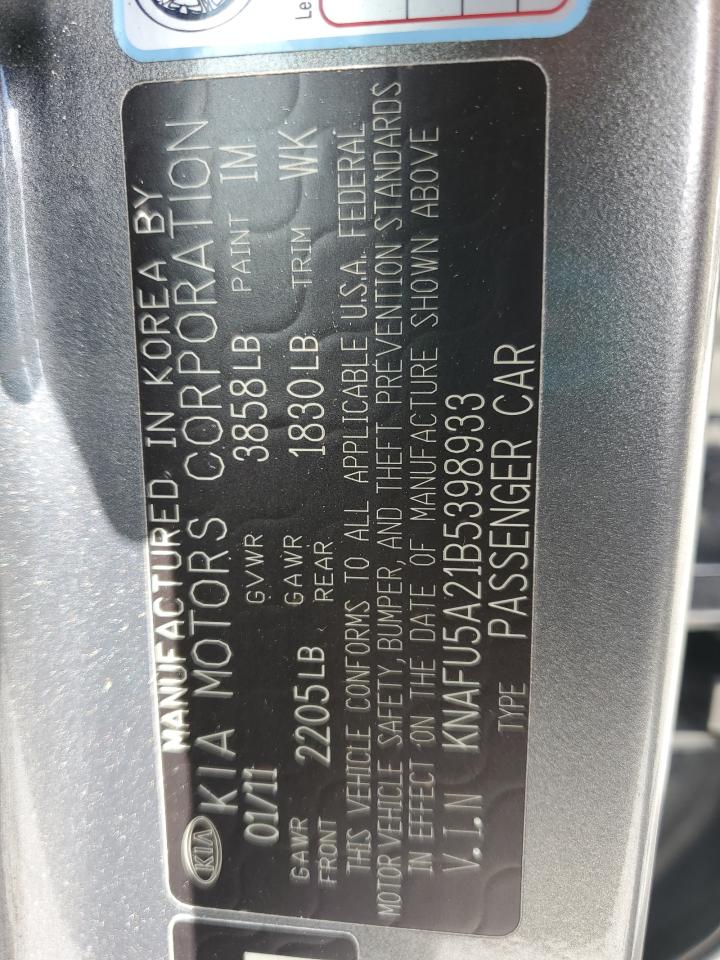 Le
MANUFACTURED IN KOREA BY
KIA KIA MOTORS CORPORATION
01/11 GVWR 3858LB PAINT IM
GAWR FRONT 2205LB GAWR REAR 1830LB TRIM WK
THIS VEHICLE CONFORMS TO ALL APPLICABLE U.S.A. FEDERAL
MOTOR VEHICLE SAFETY, BUMPER, AND THEFT PREVENTION STANDARDS
IN EFFECT ON THE DATE OF MANUFACTURE SHOWN ABOVE
V.I.N KNAFU5A21B5398933
TYPE PASSENGER CAR